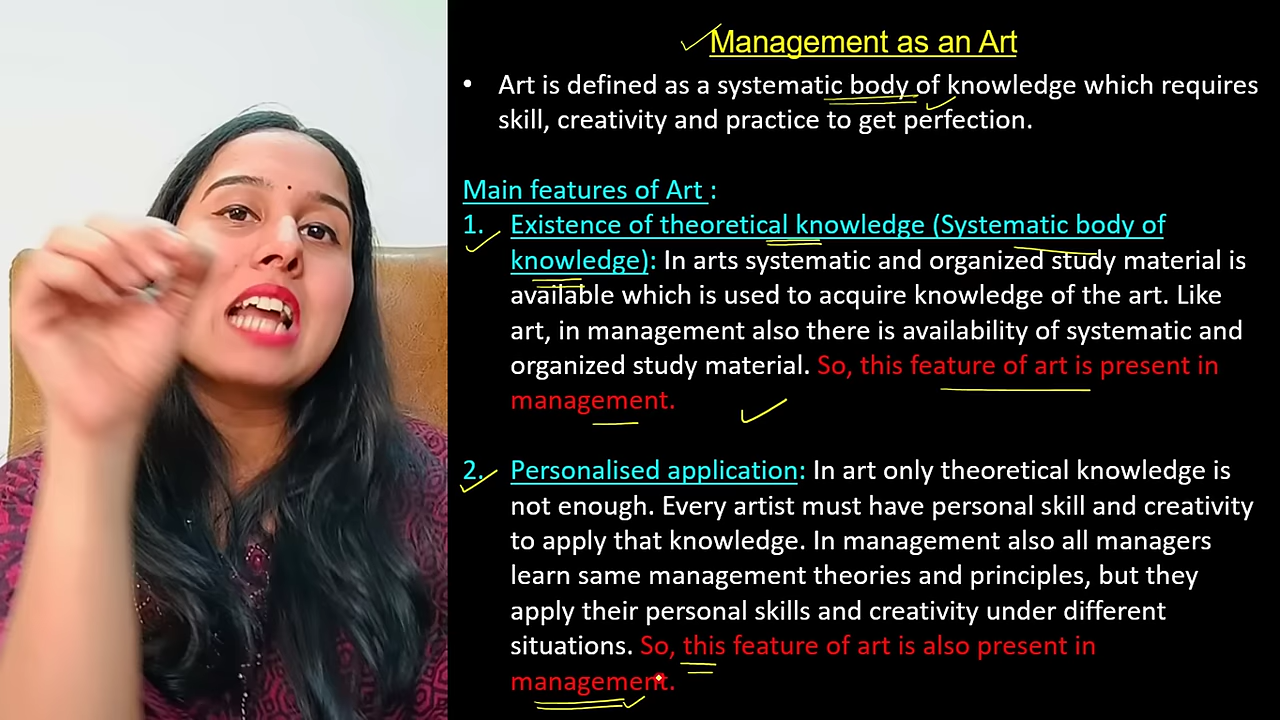 Management as an Art
• Art is defined as a systematic body of knowledge which requires
skill, creativity and practice to get perfection.
Main features of Art :
1. Existence of theoretical knowledge (Systematic body of
knowledge): In arts systematic and organized study material is
available which is used to acquire knowledge of the art. Like
art, in management also there is availability of systematic and
organized study material. So, this feature of art is present in
management.
2. Personalised application: In art only theoretical knowledge is
not enough. Every artist must have personal skill and creativity
to apply that knowledge. In management also all managers
learn same management theories and principles, but they
apply their personal skills and creativity under different
situations. So, this feature of art is also present in
management.